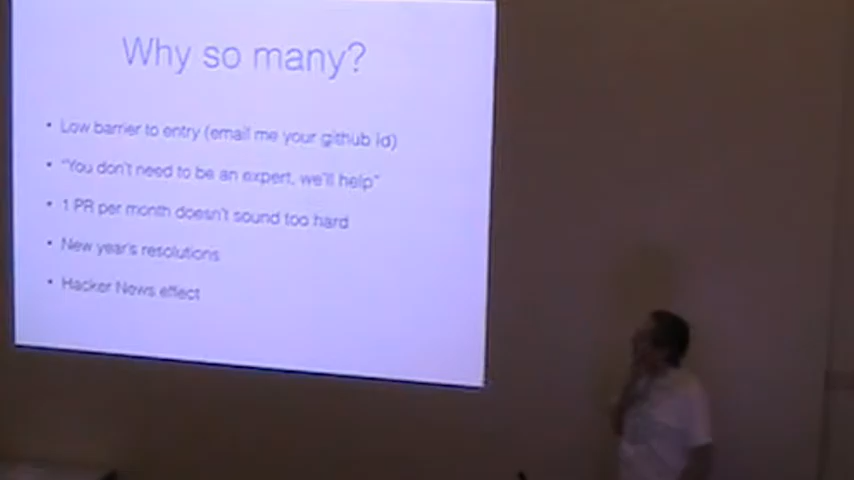 Why so many?
• Low barrier to entry (email me your github id)
• "You don't need to be an expert, we'll help"
• 1 PR per month doesn't sound too hard
• New year's resolutions
• Hacker News effect